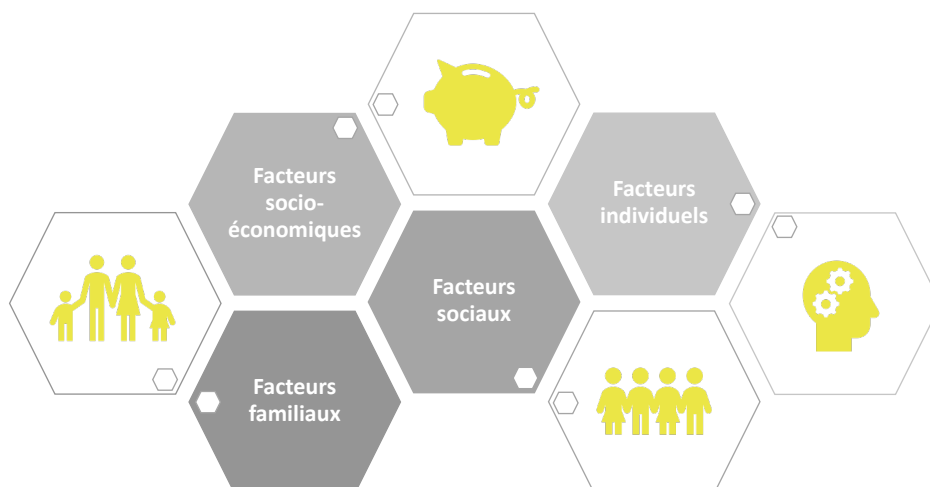 Facteurs
socio-
économiques
Facteurs
individuels
Facteurs
sociaux
Facteurs
familiaux